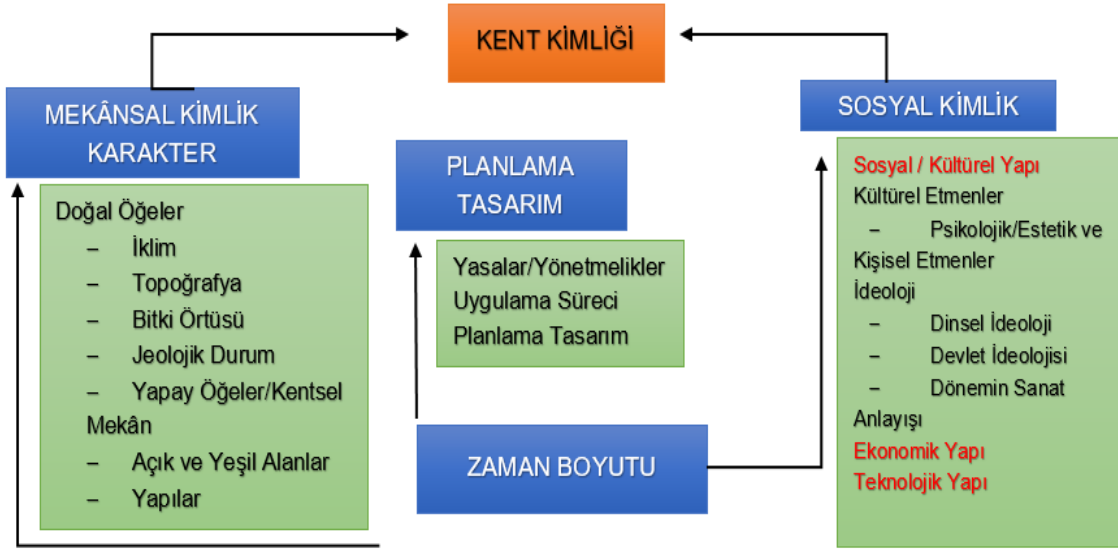 KENT KİMLİĞİ
MEKÂNSAL KİMLİK
KARAKTER
Doğal Öğeler
– İklim
– Topoğrafya
– Bitki Örtüsü
– Jeolojik Durum
– Yapay Öğeler/Kentsel
Mekân
– Açık ve Yeşil Alanlar
– Yapılar
PLANLAMA
TASARIM
Yasalar/Yönetmelikler
Uygulama Süreci
Planlama Tasarım
ZAMAN BOYUTU
SOSYAL KİMLİK
Sosyal / Kültürel Yapı
Kültürel Etmenler
– Psikolojik/Estetik ve
Kişisel Etmenler
İdeoloji
– Dinsel İdeoloji
– Devlet İdeolojisi
– Dönemin Sanat
Anlayışı
Ekonomik Yapı
Teknolojik Yapı